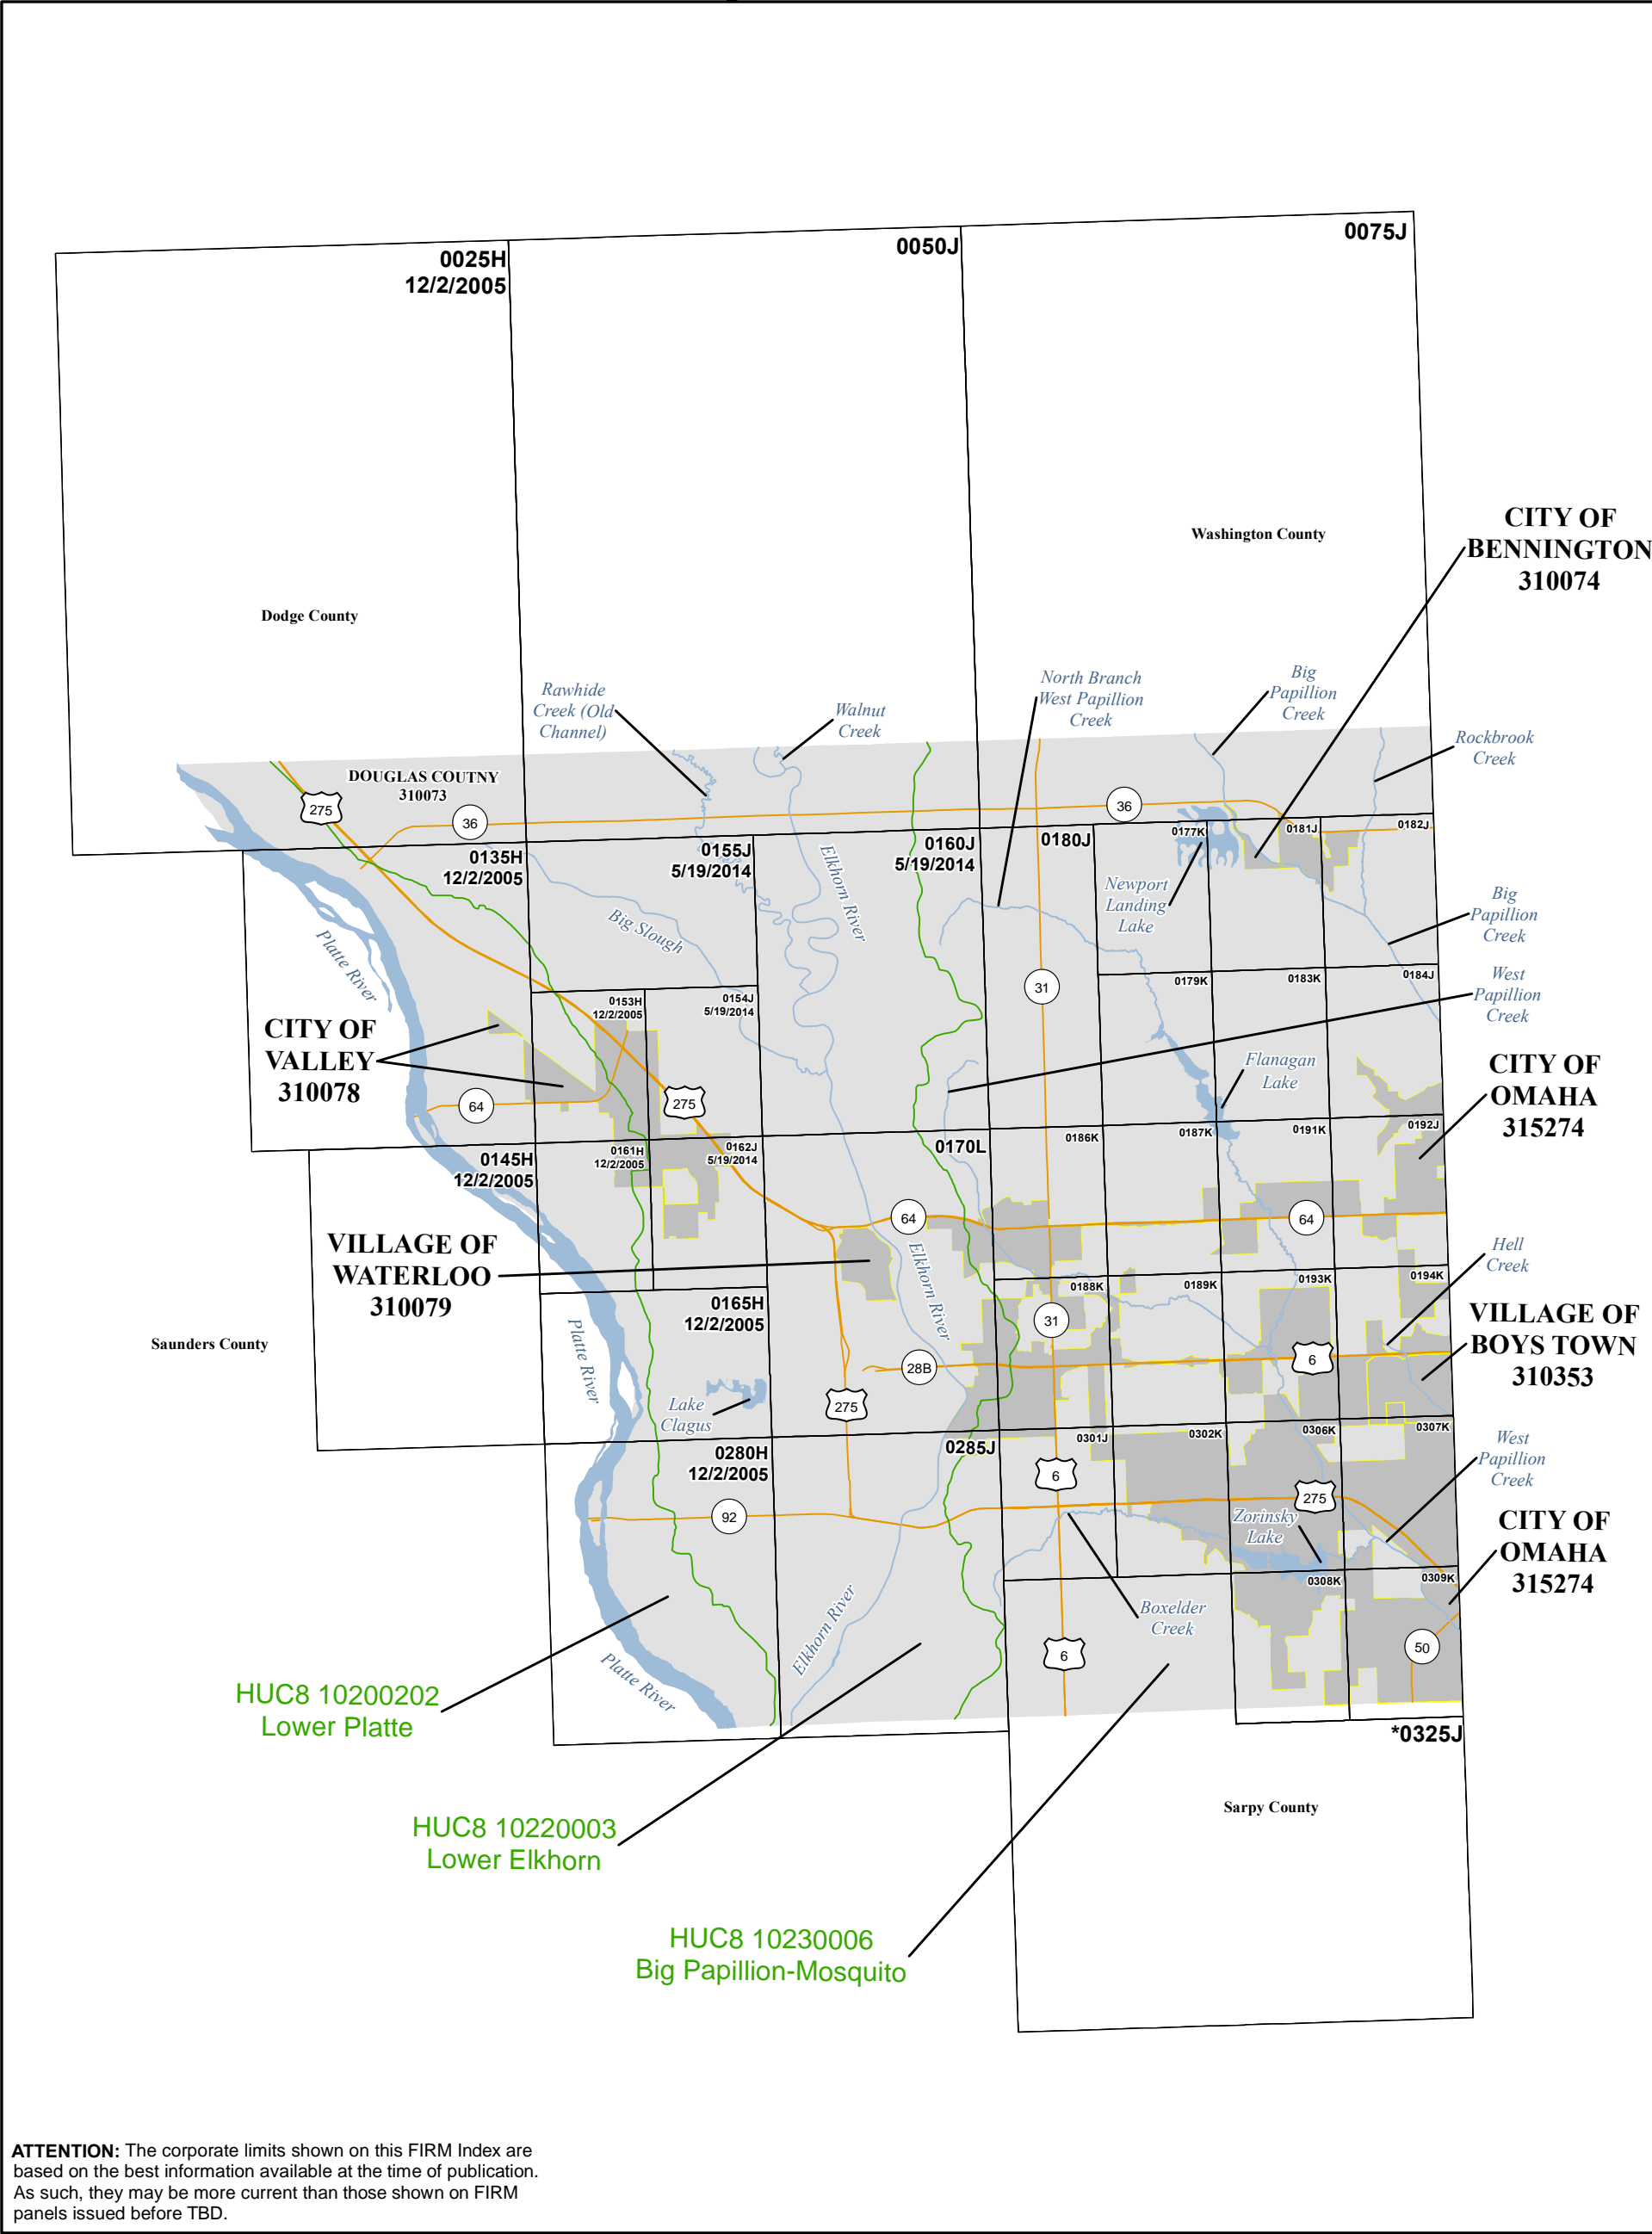 0025H
12/2/2005
0050J
0075J
Washington County
CITY OF
BENNINGTON
310074
Dodge County
Rawhide
Creek (Old
Channel)
Walnut
Creek
North Branch
West Papillion
Creek
Big
Papillion
Creek
Rockbrook
Creek
DOUGLAS COUTNY
310073
275
36
36
0135H
12/2/2005
0155J
5/19/2014
0160J
5/19/2014
0180J
0177K
0181J
0182J
Elkhorn River
Newport
Landing
Lake
Big Slough
Big
Papillion
Creek
Platte River
31
0179K
0183K
0184J
West
Papillion
Creek
0153H
12/2/2005
0154J
5/19/2014
CITY OF
VALLEY
310078
Flanagan
Lake
CITY OF
OMAHA
315274
64
275
0145H
12/2/2005
0161H
12/2/2005
0162J
5/19/2014
0170L
0186K
0187K
0191K
0192J
64
64
VILLAGE OF
WATERLOO
310079
Elkhorn River
Hell
Creek
0188K
0189K
0193K
0194K
0165H
12/2/2005
31
VILLAGE OF
BOYS TOWN
310353
Saunders County
Platte River
28B
6
Lake
Clagus
275
0280H
12/2/2005
0285J
0301J
0302K
0306K
0307K
West
Papillion
Creek
6
275
92
Zorinsky
Lake
CITY OF
OMAHA
315274
0308K
0309K
Boxelder
Creek
Elkhorn River
6
50
Platte River
HUC8 10200202
Lower Platte
*0325J
Sarpy County
HUC8 10220003
Lower Elkhorn
HUC8 10230006
Big Papillion-Mosquito
ATTENTION: The corporate limits shown on this FIRM Index are
based on the best information available at the time of publication.
As such, they may be more current than those shown on FIRM
panels issued before TBD.